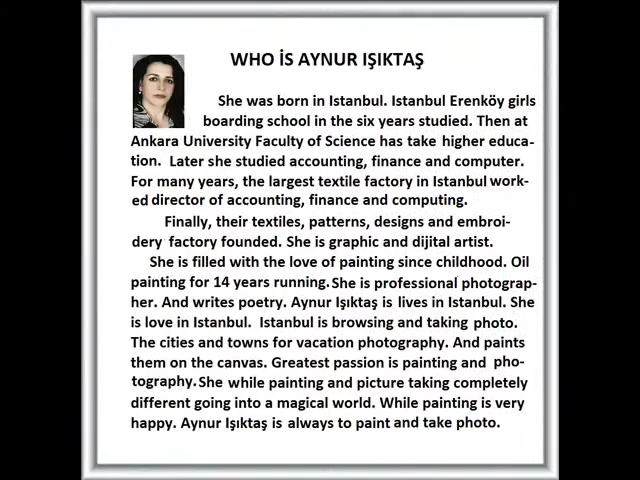 WHO İS AYNUR IŞIKTAŞ
She was born in Istanbul. Istanbul Erenköy girls
boarding school in the six years studied. Then at
Ankara University Faculty of Science has take higher educa-
tion. Later she studied accounting, finance and computer.
For many years, the largest textile factory in Istanbul work-
ed director of accounting, finance and computing.
Finally, their textiles, patterns, designs and embroi-
dery factory founded. She is graphic and dijital artist.
She is filled with the love of painting since childhood. Oil
painting for 14 years running. She is professional photograp-
her. And writes poetry. Aynur Işıktaş is lives in Istanbul. She
is love in Istanbul. Istanbul is browsing and taking photo.
The cities and towns for vacation photography. And paints
them on the canvas. Greatest passion is painting and pho-
tography. She while painting and picture taking completely
different going into a magical world. While painting is very
happy. Aynur Işıktaş is always to paint and take photo.